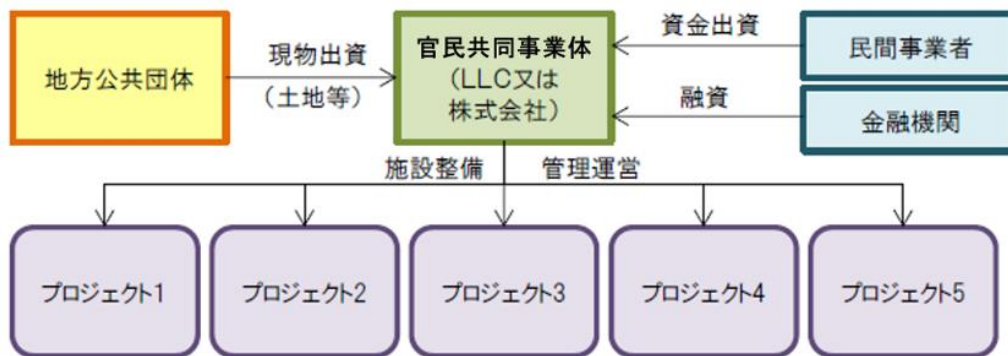 地方公共団体
現物出資
（土地等）
官民共同事業体
（LLC又は
株式会社）
資金出資
民間事業者
融資
金融機関
施設整備
管理運営
プロジェクト1
プロジェクト2
プロジェクト3
プロジェクト4
プロジェクト5